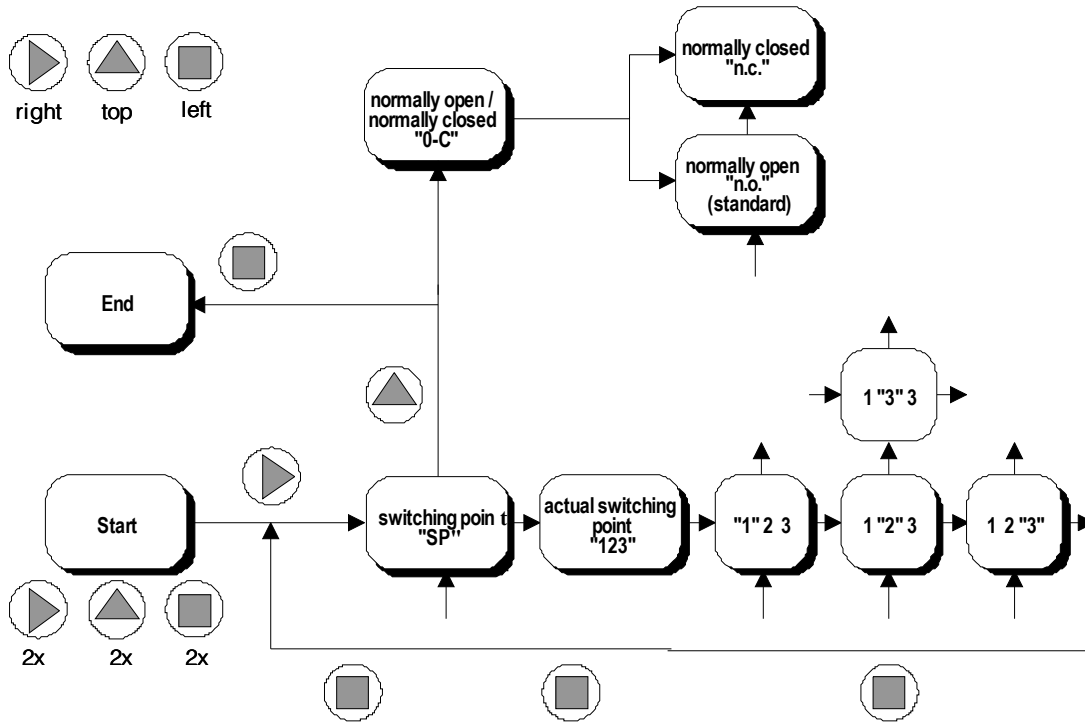 right top left
normally open /
normally closed
"0-C"
normally closed
"n.c."
normally open
"n.o."
(standard)
End
1 "3" 3
Start
switching poin t
"SP"
actual switching
point
"123"
"1" 2 3
1 "2" 3
1 2 "3"
2x 2x 2x